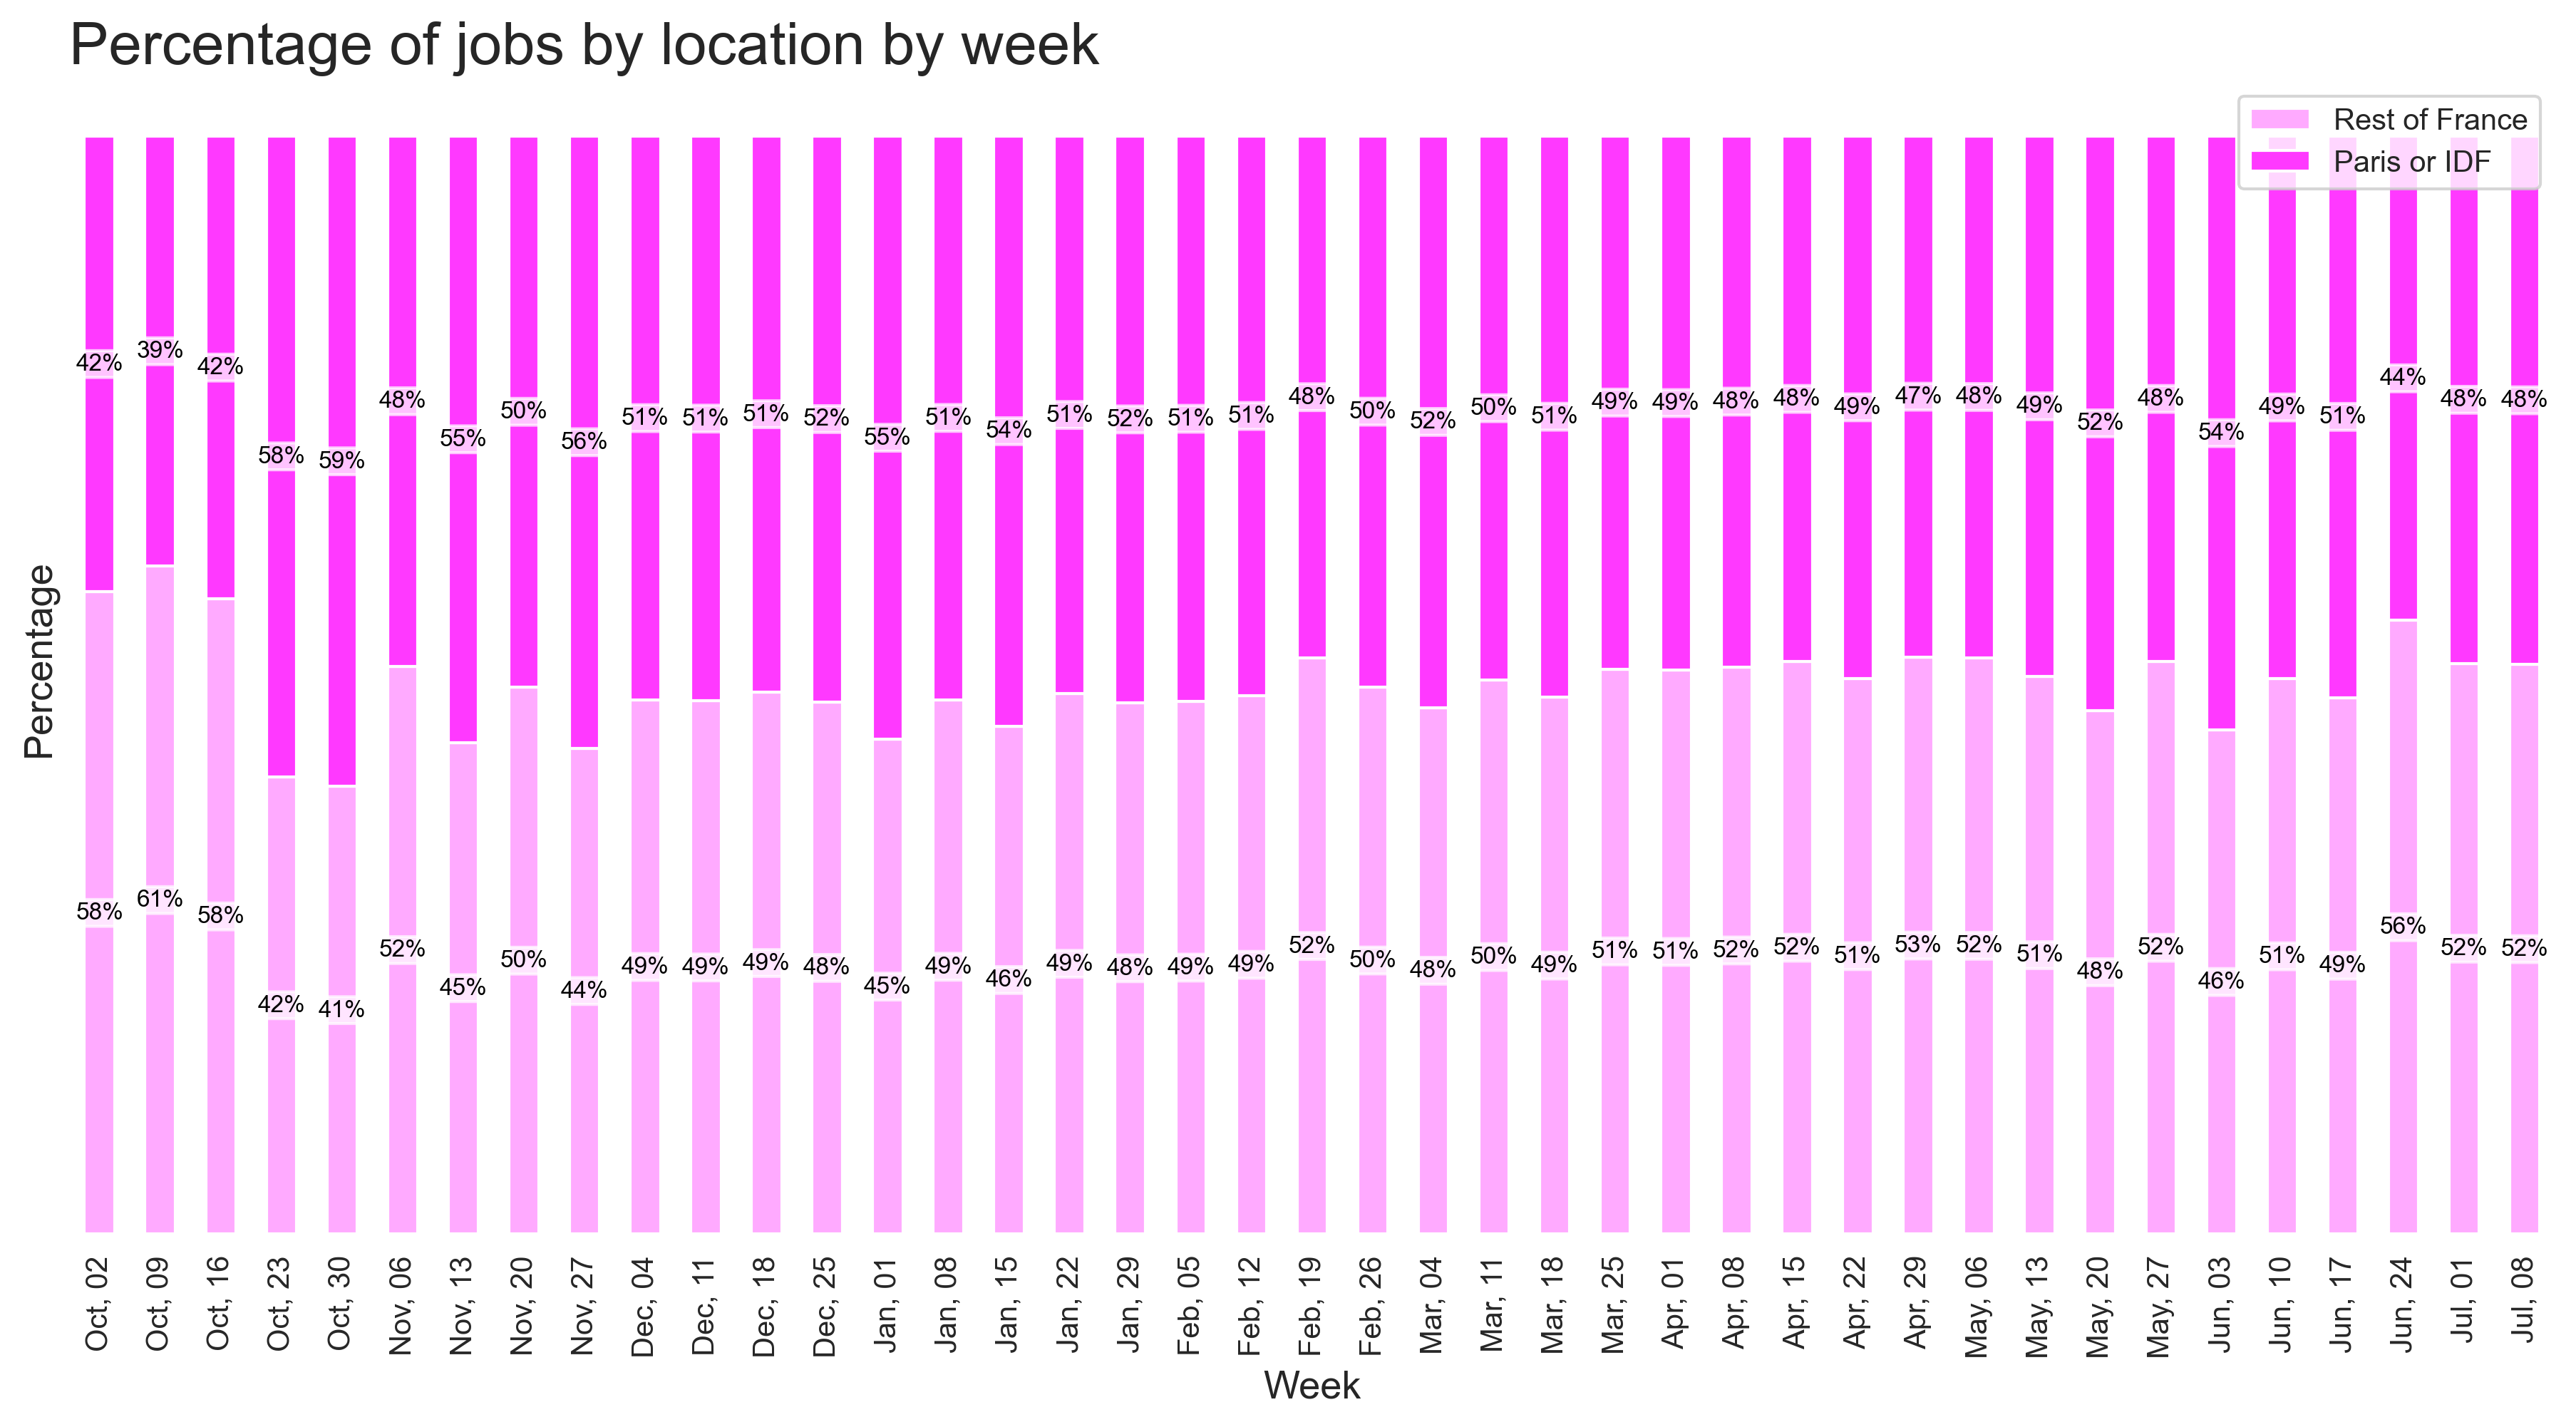 Percentage of jobs by location by week
Rest of France
Paris or IDF
Percentage
42% 39% 42% 58% 59% 48% 55% 50% 56% 51% 51% 51% 52% 55% 51% 54% 51% 52% 51% 51% 48% 50% 52% 50% 51% 49% 49% 48% 48% 49% 47% 48% 49% 52% 48% 54% 49% 51% 44% 48% 48%
58% 61% 58% 42% 41% 52% 45% 50% 44% 49% 49% 49% 48% 45% 49% 46% 49% 48% 49% 49% 52% 50% 48% 50% 49% 51% 51% 52% 52% 51% 53% 52% 51% 48% 52% 46% 51% 49% 56% 52% 52%
Oct, 02
Oct, 09
Oct, 16
Oct, 23
Oct, 30
Nov, 06
Nov, 13
Nov, 20
Nov, 27
Dec, 04
Dec, 11
Dec, 18
Dec, 25
Jan, 01
Jan, 08
Jan, 15
Jan, 22
Jan, 29
Feb, 05
Feb, 12
Feb, 19
Feb, 26
Mar, 04
Mar, 11
Mar, 18
Mar, 25
Apr, 01
Apr, 08
Apr, 15
Apr, 22
Apr, 29
May, 06
May, 13
May, 20
May, 27
Jun, 03
Jun, 10
Jun, 17
Jun, 24
Jul, 01
Jul, 08
Week